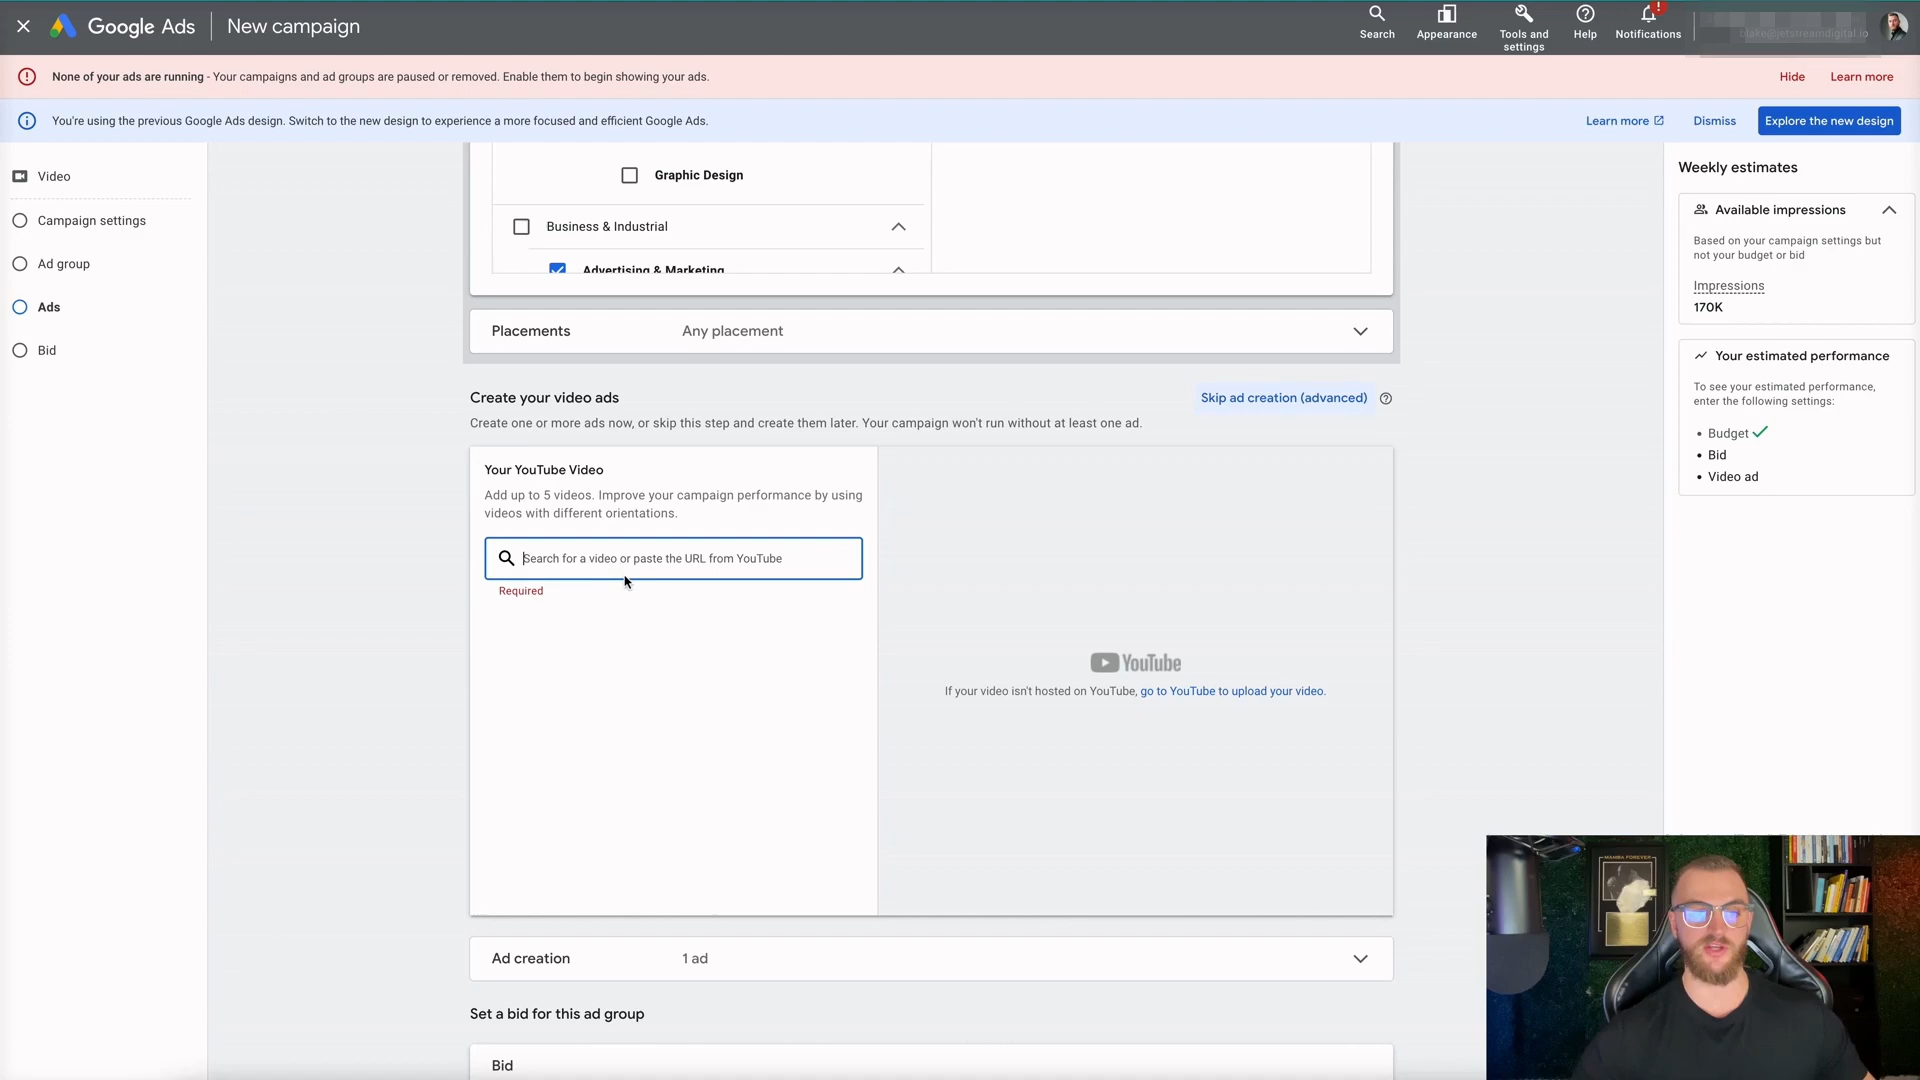 Google Ads
New campaign
Search
Appearance
Tools and settings
Help
Notifications
!
blake@jetstreamdigital.io
None of your ads are running - Your campaigns and ad groups are paused or removed. Enable them to begin showing your ads.
Hide
Learn more
You're using the previous Google Ads design. Switch to the new design to experience a more focused and efficient Google Ads.
Learn more
Dismiss
Explore the new design
Video
Campaign settings
Ad group
Ads
Bid
Graphic Design
Business & Industrial
Advertising & Marketing
Placements
Any placement
Create your video ads
Skip ad creation (advanced)
Create one or more ads now, or skip this step and create them later. Your campaign won't run without at least one ad.
Your YouTube Video
Add up to 5 videos. Improve your campaign performance by using
videos with different orientations.
Search for a video or paste the URL from YouTube
Required
YouTube
If your video isn't hosted on YouTube, go to YouTube to upload your video.
Ad creation
1 ad
Set a bid for this ad group
Bid
Weekly estimates
Available impressions
Based on your campaign settings but
not your budget or bid
Impressions
170K
Your estimated performance
To see your estimated performance,
enter the following settings:
• Budget
• Bid
• Video ad
MAMBA FOREVER